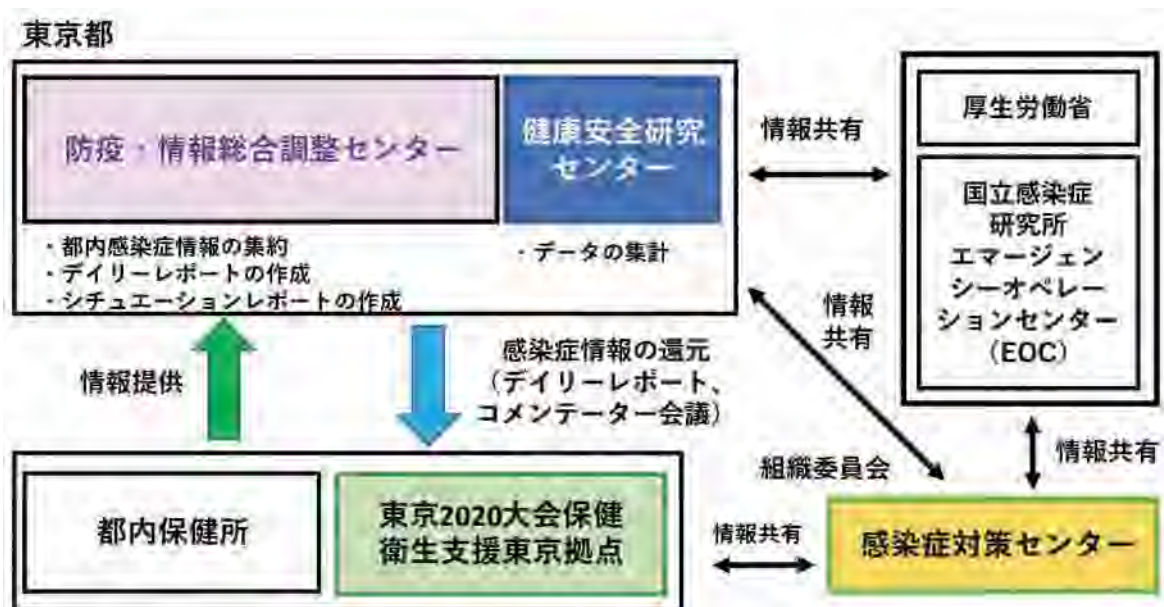 東京都
防疫・情報総合調整センター
健康安全研究
センター
・都内感染症情報の集約
・デイリーレポートの作成
・シチュエーションレポートの作成
・データの集計
情報共有
厚生労働省
国立感染症
研究所
エマージェン
シーオペレー
ションセンター
（EOC）
情報
共有
情報提供
感染症情報の還元
（デイリーレポート、
コメンテーター会議）
情報共有
組織委員会
都内保健所
東京2020大会保健
衛生支援東京拠点
情報共有
感染症対策センター